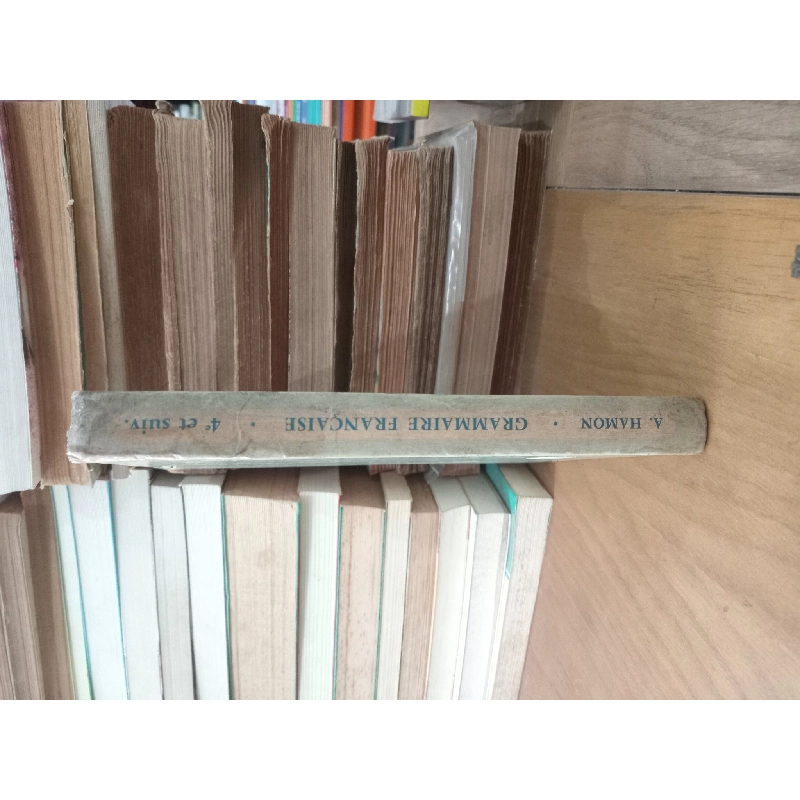 A. HAMON • GRAMMAIRE FRANÇAISE • 4e et suiv.